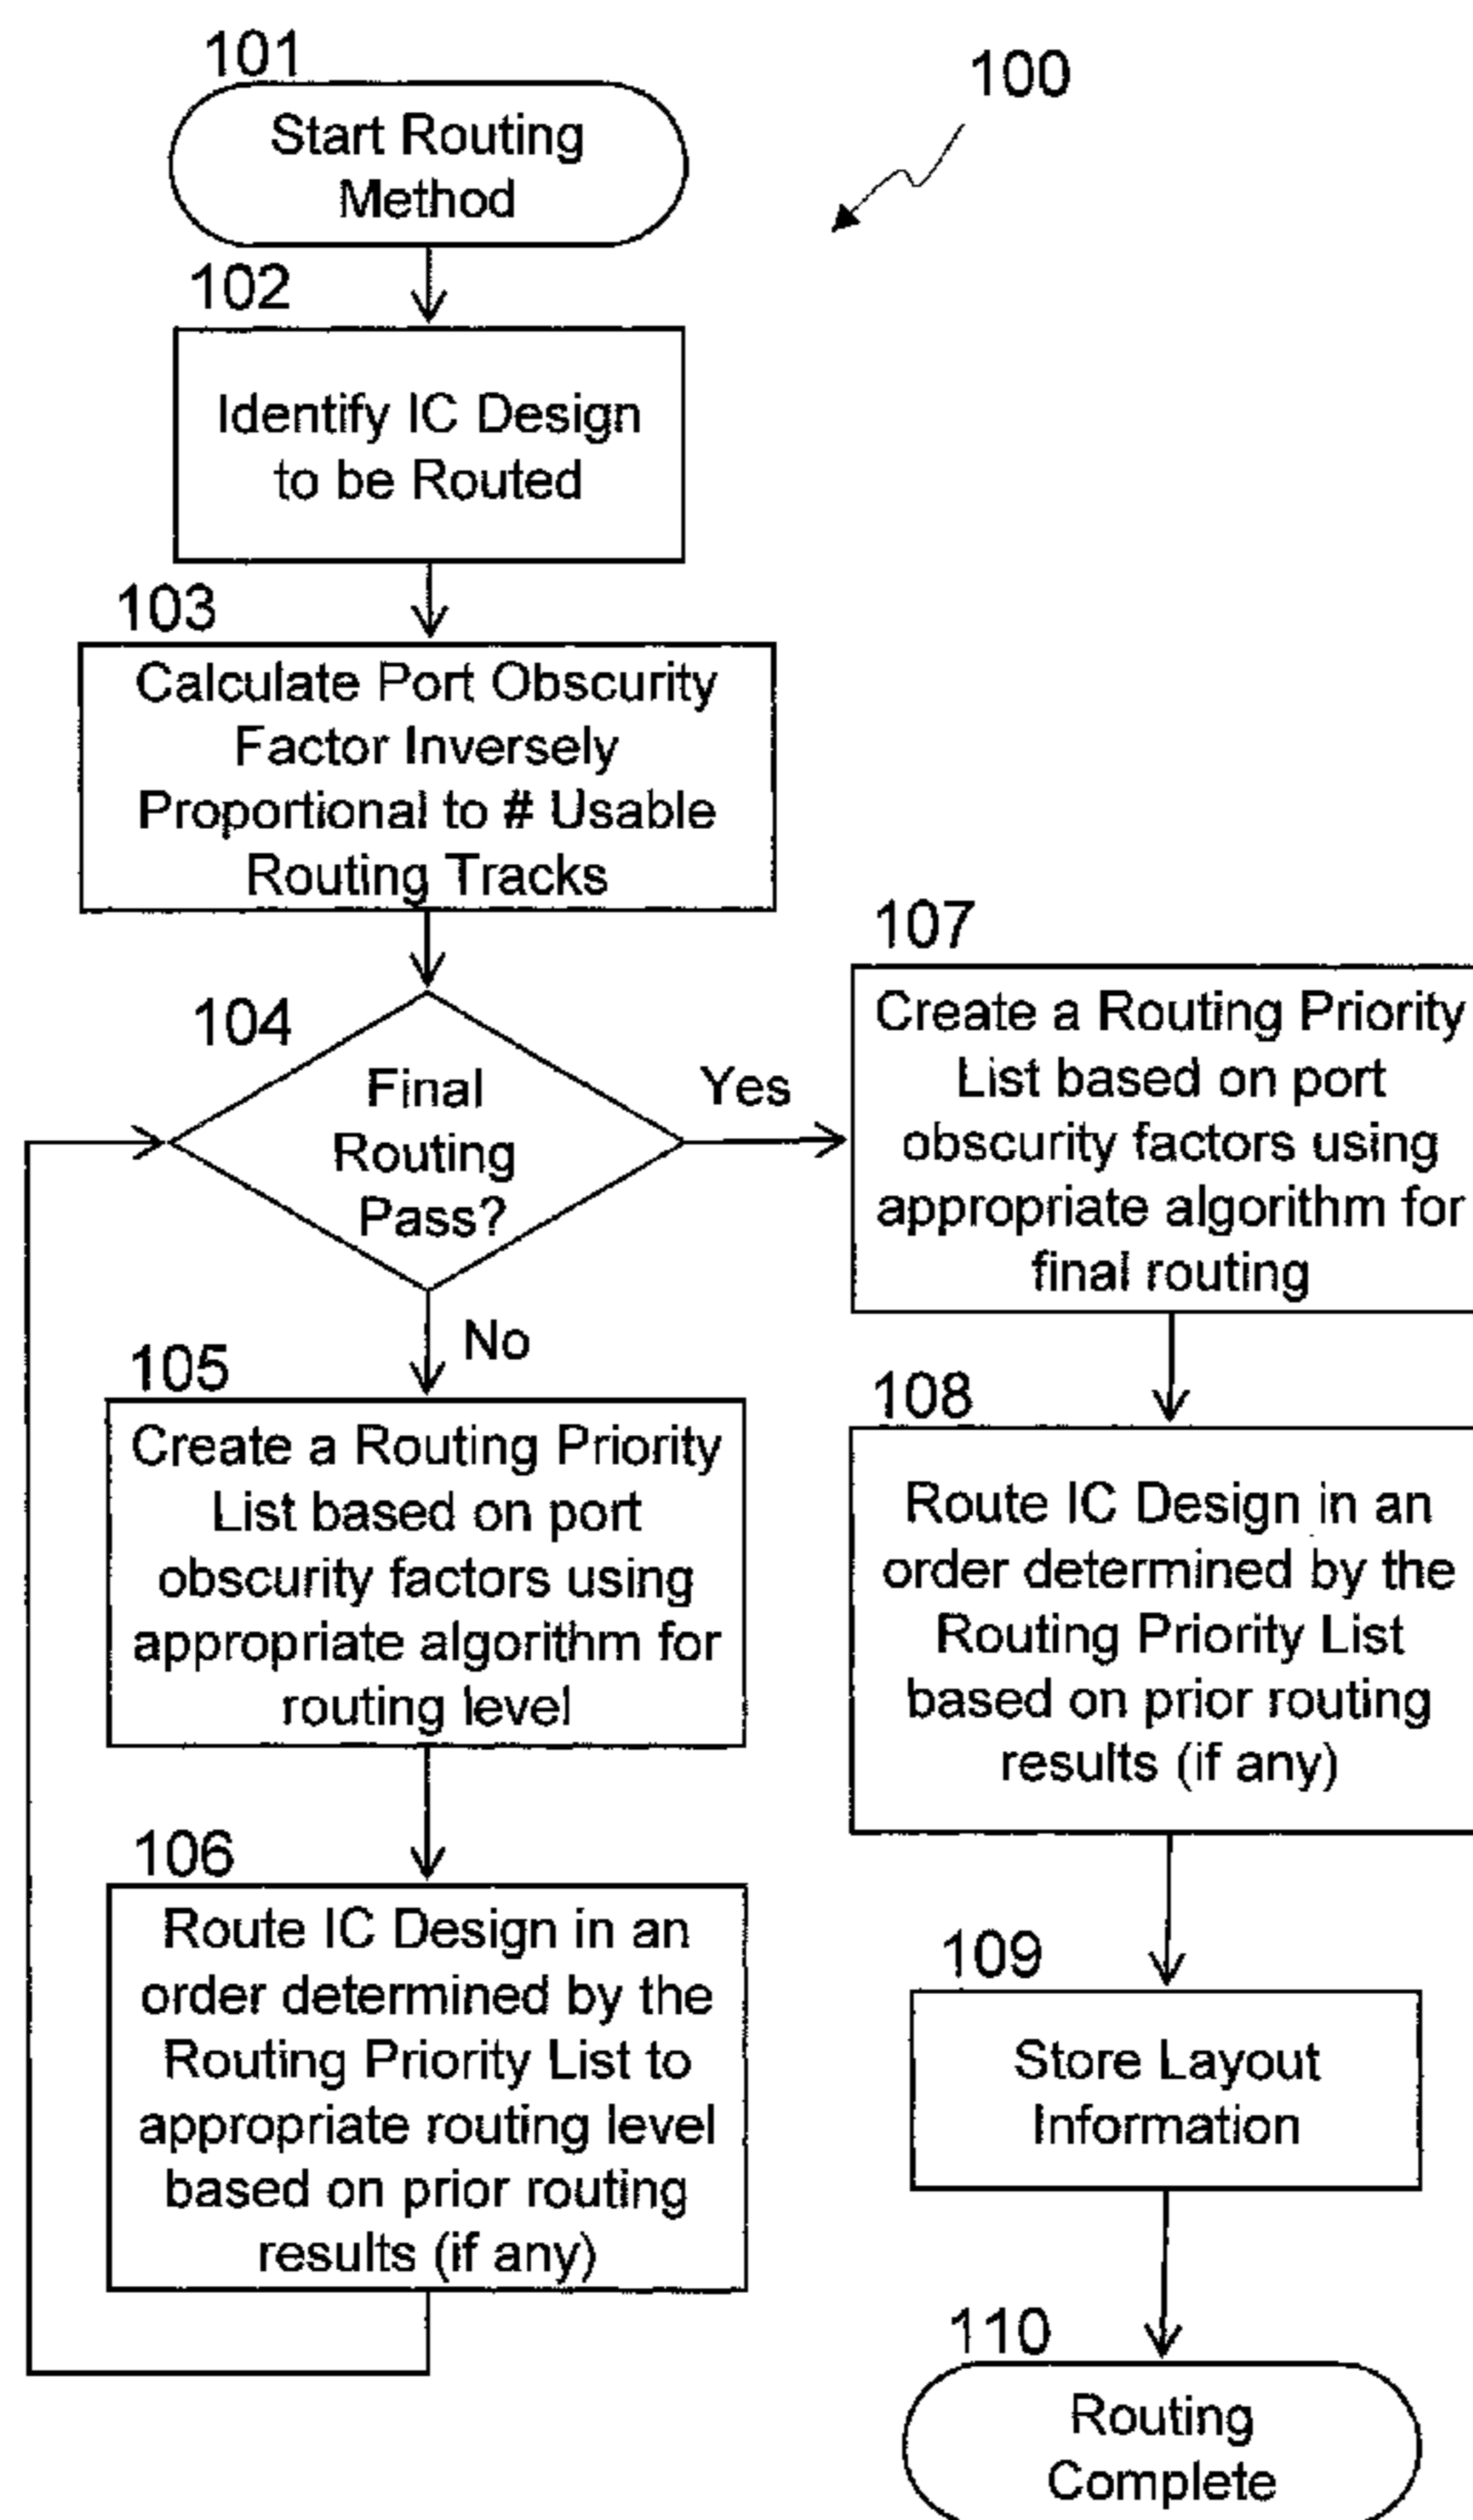 101
100
Start Routing
Method
102
Identify IC Design
to be Routed
103
Calculate Port Obscurity
Factor Inversely
Proportional to # Usable
Routing Tracks
104
Final
Routing
Pass?
Yes
No
105
Create a Routing Priority
List based on port
obscurity factors using
appropriate algorithm for
routing level
106
Route IC Design in an
order determined by the
Routing Priority List to
appropriate routing level
based on prior routing
results (if any)
107
Create a Routing Priority
List based on port
obscurity factors using
appropriate algorithm for
final routing
108
Route IC Design in an
order determined by the
Routing Priority List
based on prior routing
results (if any)
109
Store Layout
Information
110
Routing
Complete